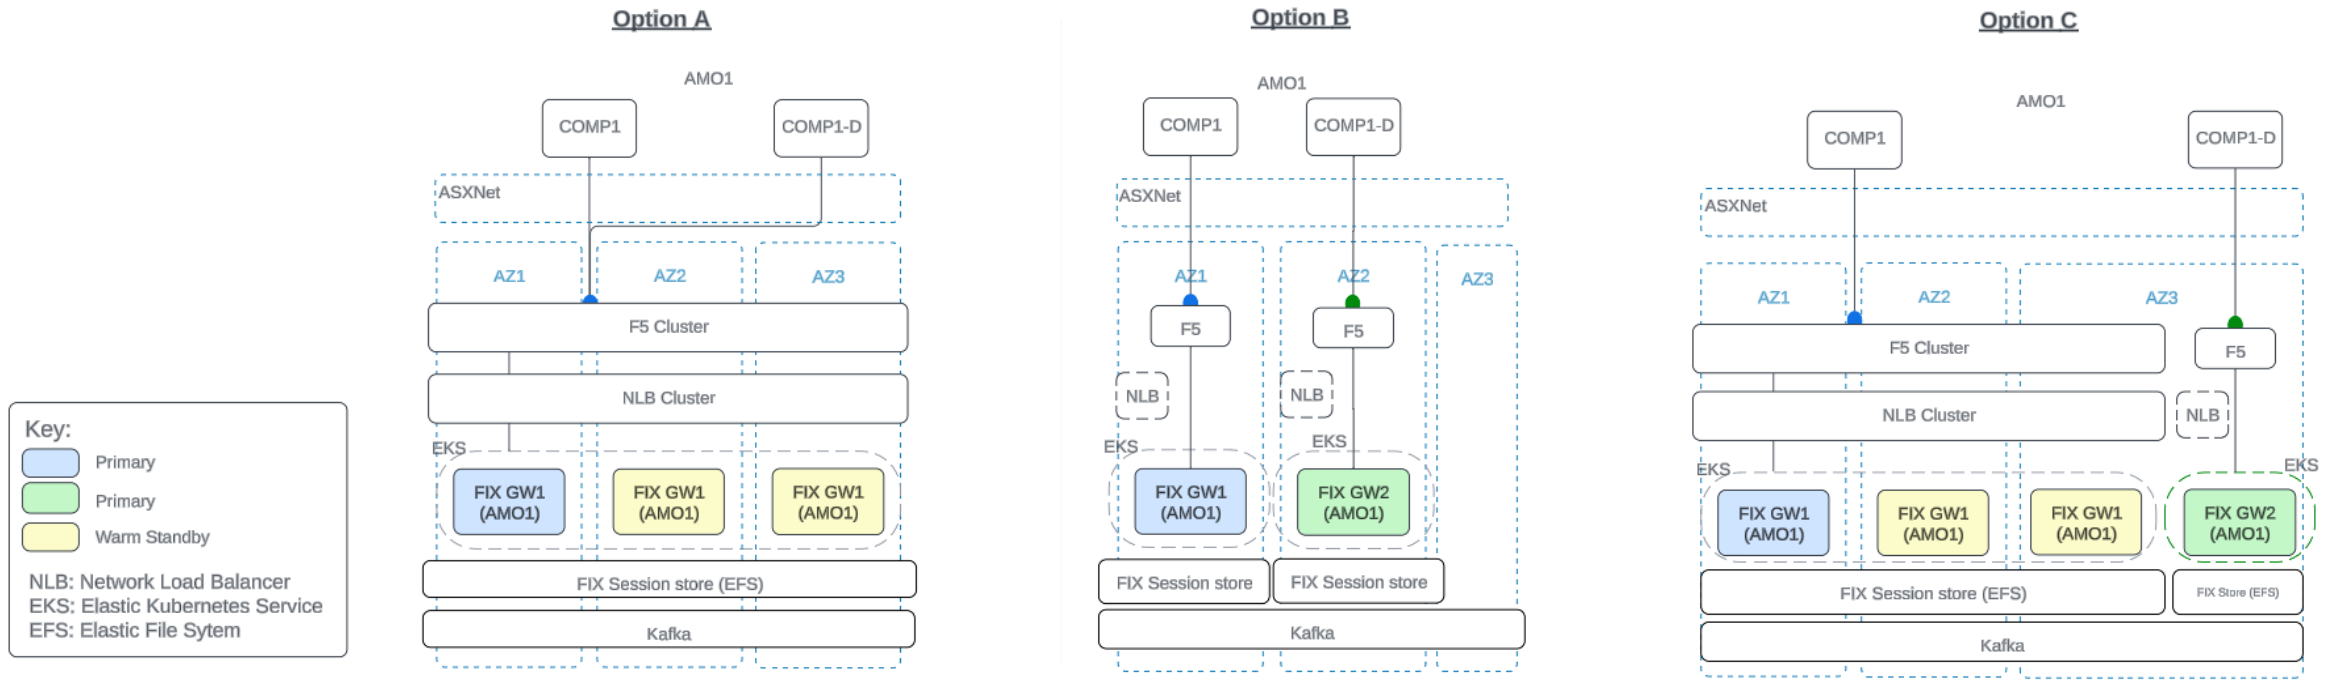 Option A
AMO1
COMP1
COMP1-D
ASXNet
AZ1
AZ2
AZ3
F5 Cluster
NLB Cluster
EKS
FIX GW1
(AMO1)
FIX GW1
(AMO1)
FIX GW1
(AMO1)
FIX Session store (EFS)
Kafka
Key:
Primary
Primary
Warm Standby
NLB: Network Load Balancer
EKS: Elastic Kubernetes Service
EFS: Elastic File Sytem
Option B
AMO1
COMP1
COMP1-D
ASXNet
AZ1
AZ2
AZ3
F5
F5
NLB
NLB
EKS
EKS
FIX GW1
(AMO1)
FIX GW2
(AMO1)
FIX Session store
FIX Session store
Kafka
Option C
AMO1
COMP1
COMP1-D
ASXNet
AZ1
AZ2
AZ3
F5 Cluster
F5
NLB Cluster
NLB
EKS
EKS
FIX GW1
(AMO1)
FIX GW1
(AMO1)
FIX GW1
(AMO1)
FIX GW2
(AMO1)
FIX Session store (EFS)
FIX Store (EFS)
Kafka